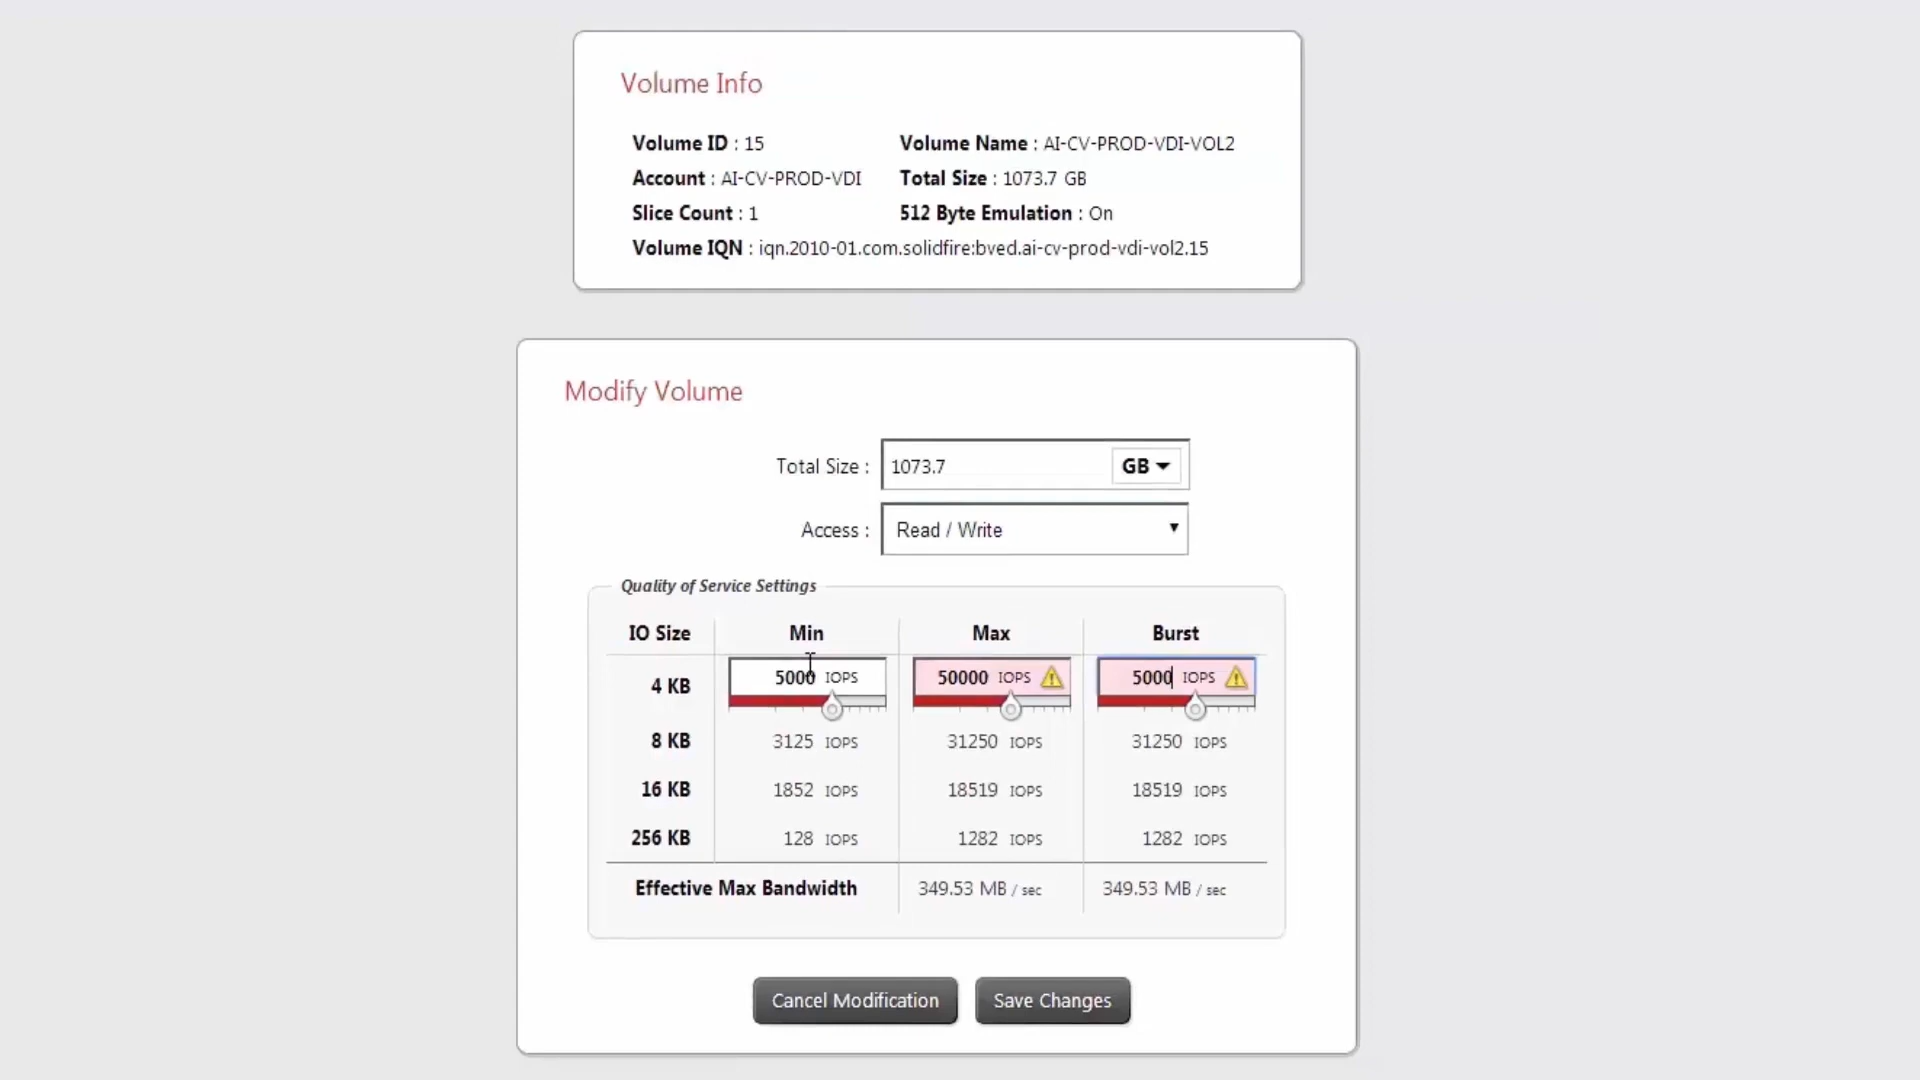 Volume Info
Volume ID : 15 Volume Name : AI-CV-PROD-VDI-VOL2
Account : AI-CV-PROD-VDI Total Size : 1073.7 GB
Slice Count : 1 512 Byte Emulation : On
Volume IQN : iqn.2010-01.com.solidfire:bved.ai-cv-prod-vdi-vol2.15
Modify Volume
Total Size : 1073.7 GB
Access : Read / Write
Quality of Service Settings
IO Size Min Max Burst
4 KB 5000 IOPS 50000 IOPS 5000 IOPS
8 KB 3125 IOPS 31250 IOPS 31250 IOPS
16 KB 1852 IOPS 18519 IOPS 18519 IOPS
256 KB 128 IOPS 1282 IOPS 1282 IOPS
Effective Max Bandwidth 349.53 MB / sec 349.53 MB / sec
Cancel Modification Save Changes